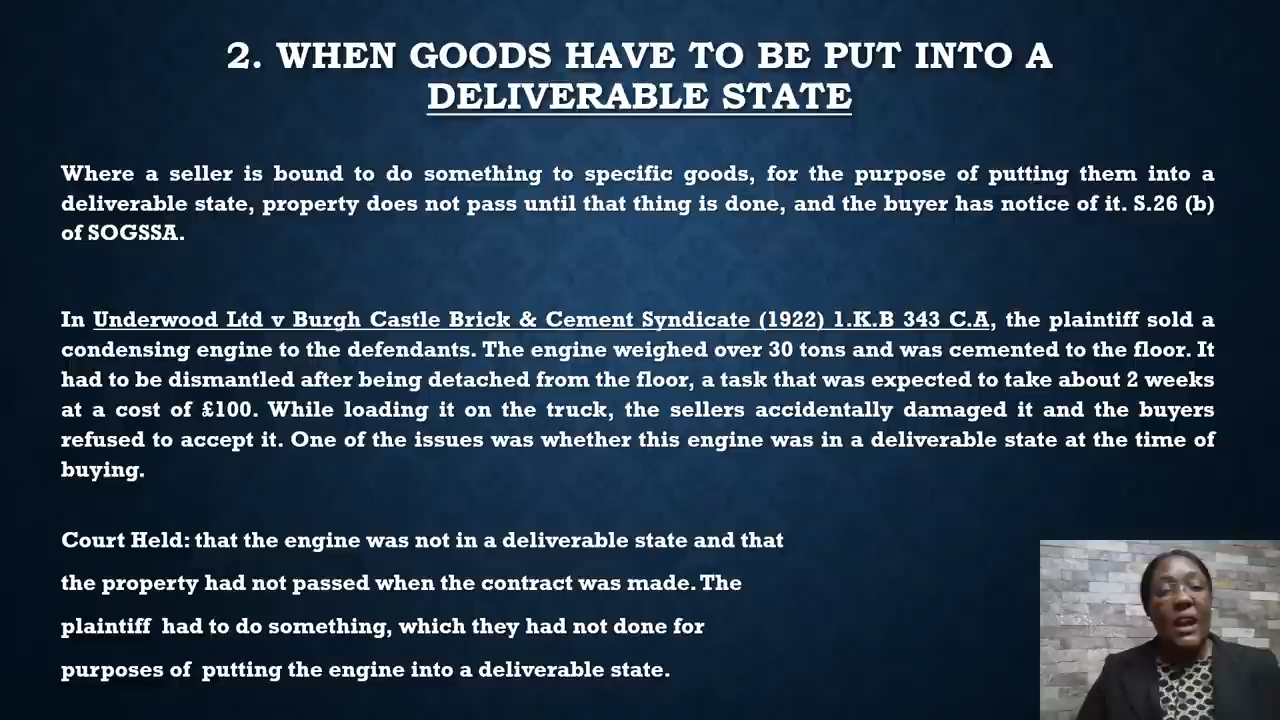 2. WHEN GOODS HAVE TO BE PUT INTO A
DELIVERABLE STATE
Where a seller is bound to do something to specific goods, for the purpose of putting them into a
deliverable state, property does not pass until that thing is done, and the buyer has notice of it. S.26 (b)
of SOGSSA.
In Underwood Ltd v Burgh Castle Brick & Cement Syndicate (1922) 1.K.B 343 C.A, the plaintiff sold a
condensing engine to the defendants. The engine weighed over 30 tons and was cemented to the floor. It
had to be dismantled after being detached from the floor, a task that was expected to take about 2 weeks
at a cost of £100. While loading it on the truck, the sellers accidentally damaged it and the buyers
refused to accept it. One of the issues was whether this engine was in a deliverable state at the time of
buying.
Court Held: that the engine was not in a deliverable state and that
the property had not passed when the contract was made. The
plaintiff had to do something, which they had not done for
purposes of putting the engine into a deliverable state.